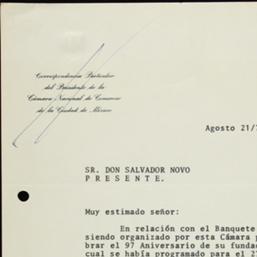 Correspondencia Particular
del Presidente de la
Cámara Nacional de Comercio
de la Ciudad de México
Agosto 21/
SR. DON SALVADOR NOVO
P R E S E N T E.
Muy estimado señor:
En relación con el Banquete
siendo organizado por esta Cámara p
brar el 97 Aniversario de su funda
cual se había programado para el 2